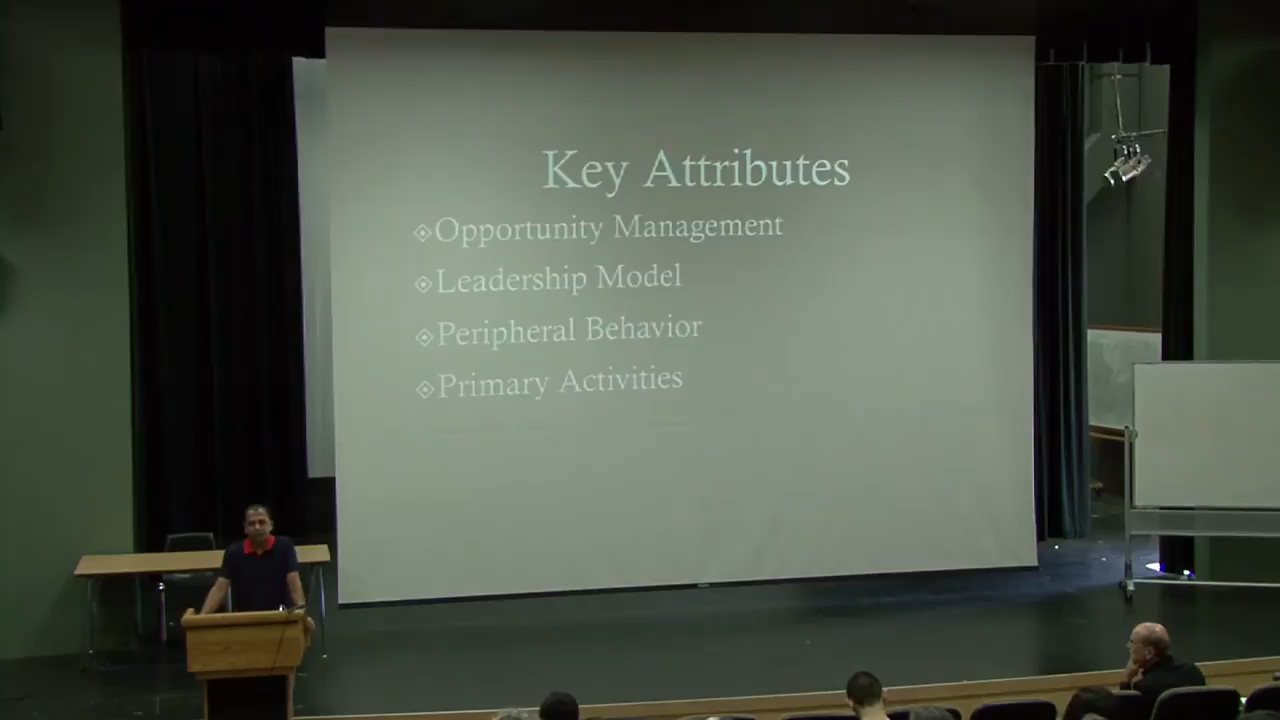 Key Attributes
Opportunity Management
Leadership Model
Peripheral Behavior
Primary Activities